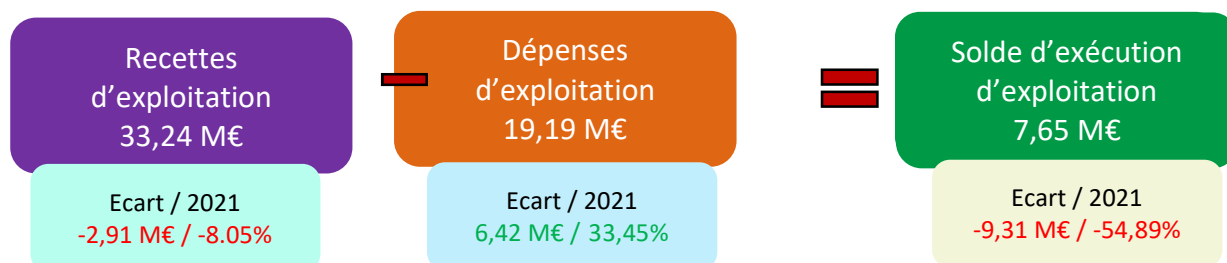 Recettes
d’exploitation
33,24 M€
Ecart / 2021
-2,91 M€ / -8.05%
Dépenses
d’exploitation
19,19 M€
Ecart / 2021
6,42 M€ / 33,45%
Solde d’exécution
d’exploitation
7,65 M€
Ecart / 2021
-9,31 M€ / -54,89%